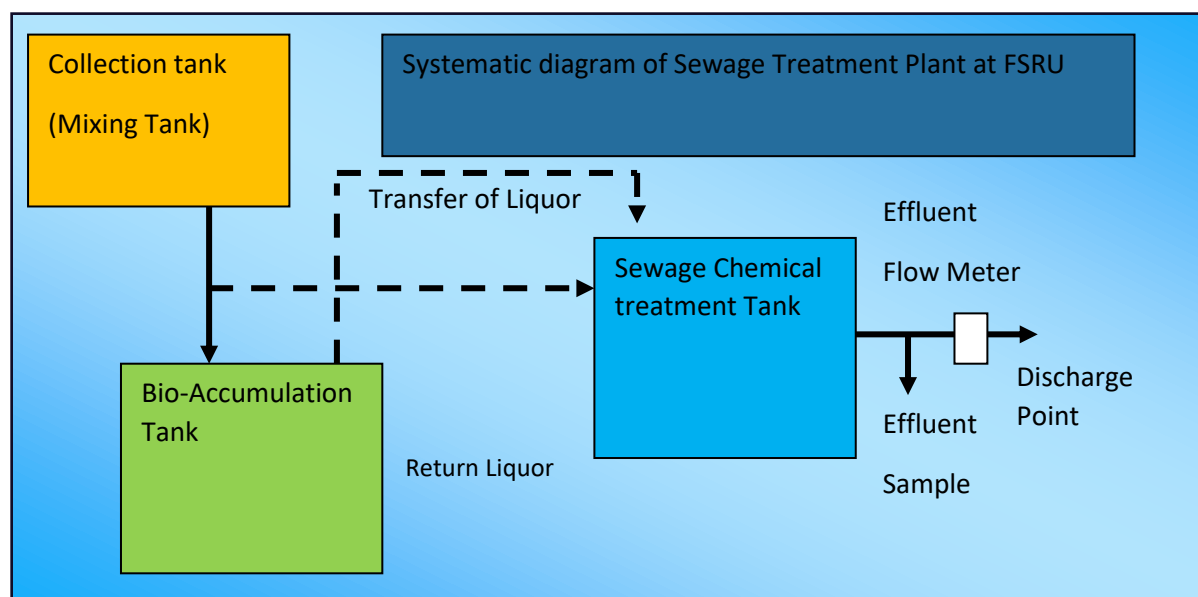 Collection tank
(Mixing Tank)
Systematic diagram of Sewage Treatment Plant at FSRU
Transfer of Liquor
Effluent
Flow Meter
Sewage Chemical
treatment Tank
Bio-Accumulation
Tank
Discharge
Point
Return Liquor
Effluent
Sample